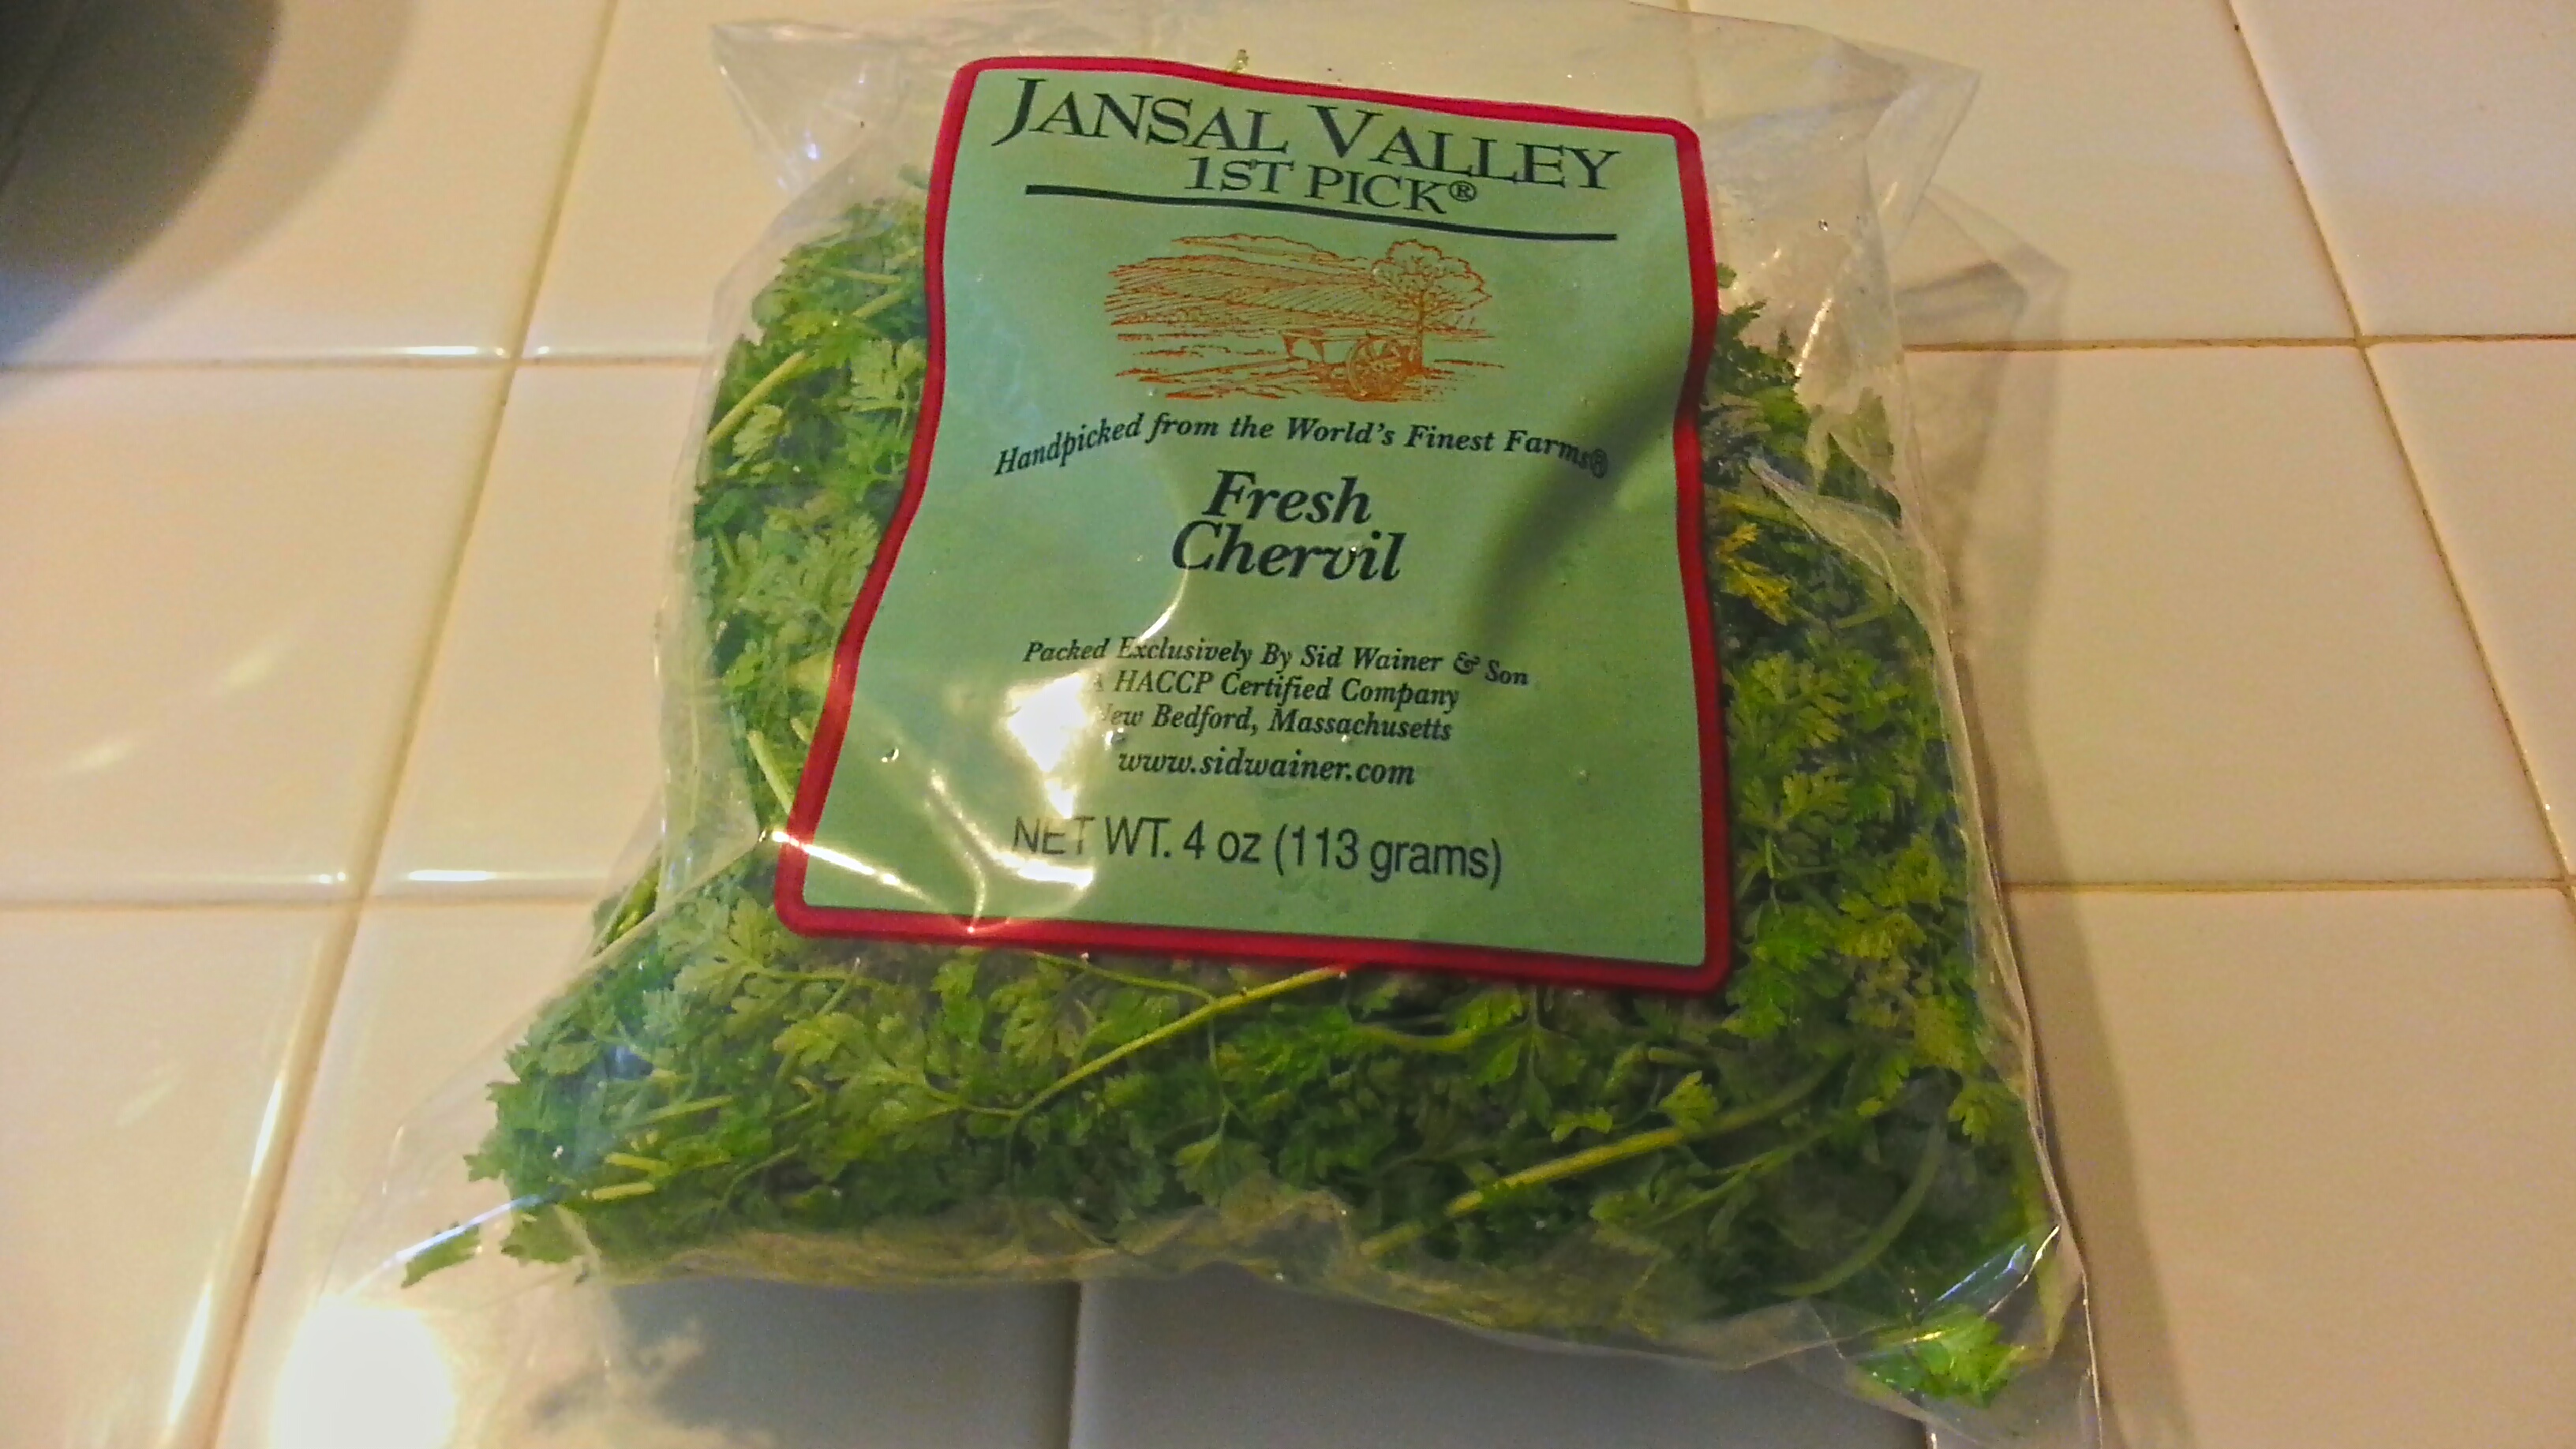 JANSAL VALLEY
1ST PICK®
Handpicked from the World's Finest Farms®
Fresh
Chervil
Packed Exclusively By Sid Wainer & Son
A HACCP Certified Company
New Bedford, Massachusetts
www.sidwainer.com
NET WT. 4 oz (113 grams)